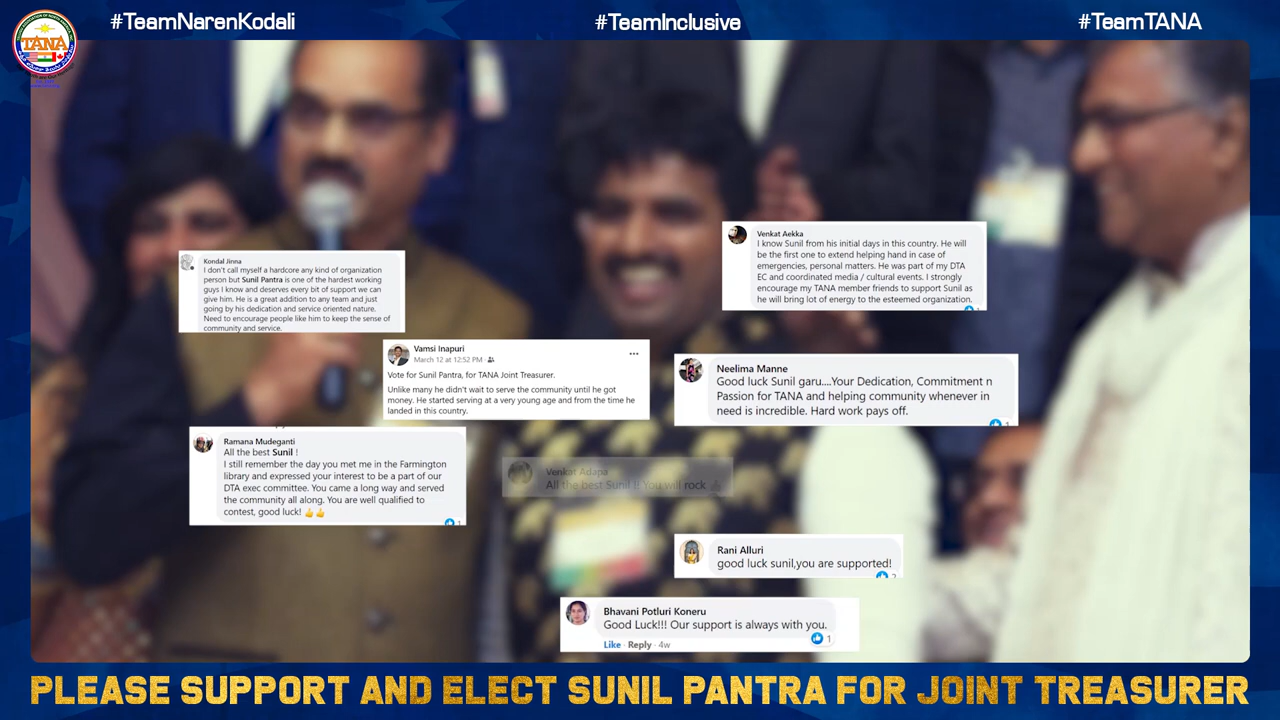 #TeamNarenKodali
#TeamInclusive
#TeamTANA
TANA
Venkat Aekka
I know Sunil from his initial days in this country. He will
be the first one to extend helping hand in case of
emergencies, personal matters. He was part of my DTA
EC and coordinated media / cultural events. I strongly
encourage my TANA member friends to support Sunil as
he will bring lot of energy to the esteemed organization.
Kondal Jinna
I don't call myself a hardcore any kind of organization
person but Sunil Pantra is one of the hardest working
guys I know and deserves every bit of support we can
give him. He is a great addition to any team and just
going by his dedication and service oriented nature.
Need to encourage people like him to keep the sense of
community and service.
Vamsi Inapuri
March 12 at 12:52 PM ·
Vote for Sunil Pantra, for TANA Joint Treasurer.
Unlike many he didn't wait to serve the community until he got
money. He started serving at a very young age and from the time he
landed in this country.
Neelima Manne
Good luck Sunil garu....Your Dedication, Commitment n
Passion for TANA and helping community whenever in
need is incredible. Hard work pays off.
1
Ramana Mudeganti
All the best Sunil !
I still remember the day you met me in the Farmington
library and expressed your interest to be a part of our
DTA exec committee. You came a long way and served
the community all along. You are well qualified to
contest, good luck! 👍👍
1
Venkat Adapa
All the best Sunil !! You will rock
Rani Alluri
good luck sunil,you are supported!
2
Bhavani Potluri Koneru
Good Luck!!! Our support is always with you.
1
Like · Reply · 4w
PLEASE SUPPORT AND ELECT SUNIL PANTRA FOR JOINT TREASURER